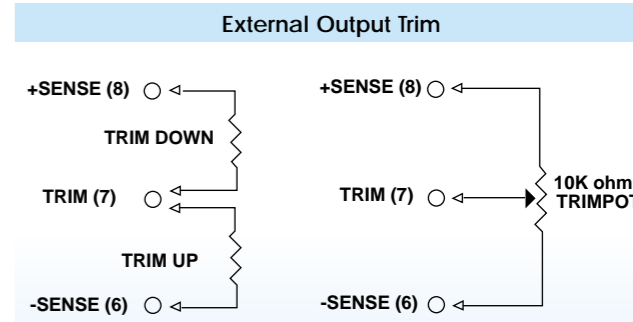 External Output Trim
+SENSE (8)
TRIM DOWN
TRIM (7)
TRIM UP
-SENSE (6)
+SENSE (8)
TRIM (7)
10K ohm
TRIMPOT
-SENSE (6)